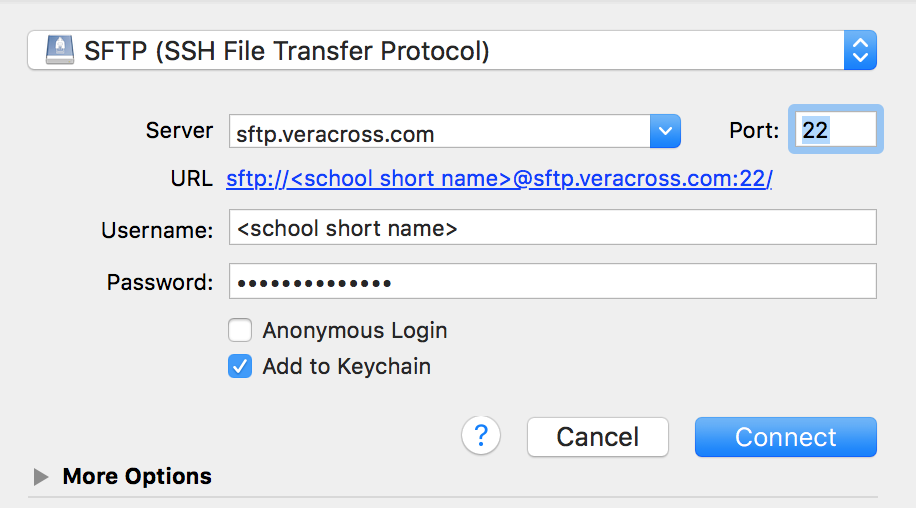 SFTP (SSH File Transfer Protocol)
Server sftp.veracross.com Port: 22
URL sftp://<school short name>@sftp.veracross.com:22/
Username: <school short name>
Password: ••••••••••••••
Anonymous Login
Add to Keychain
? Cancel Connect
More Options